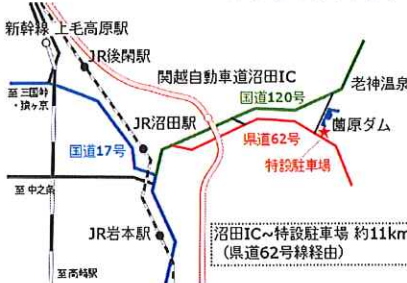 新幹線 上毛高原駅
JR後閑駅
関越自動車道沼田IC
老神温泉
国道120号
至 三国峠
・猿ヶ京
薗原ダム
JR沼田駅
県道62号
国道17号
特設駐車場
至 中之条
JR岩本駅
沼田IC~特設駐車場 約11km
(県道62号線経由)
至 高崎駅